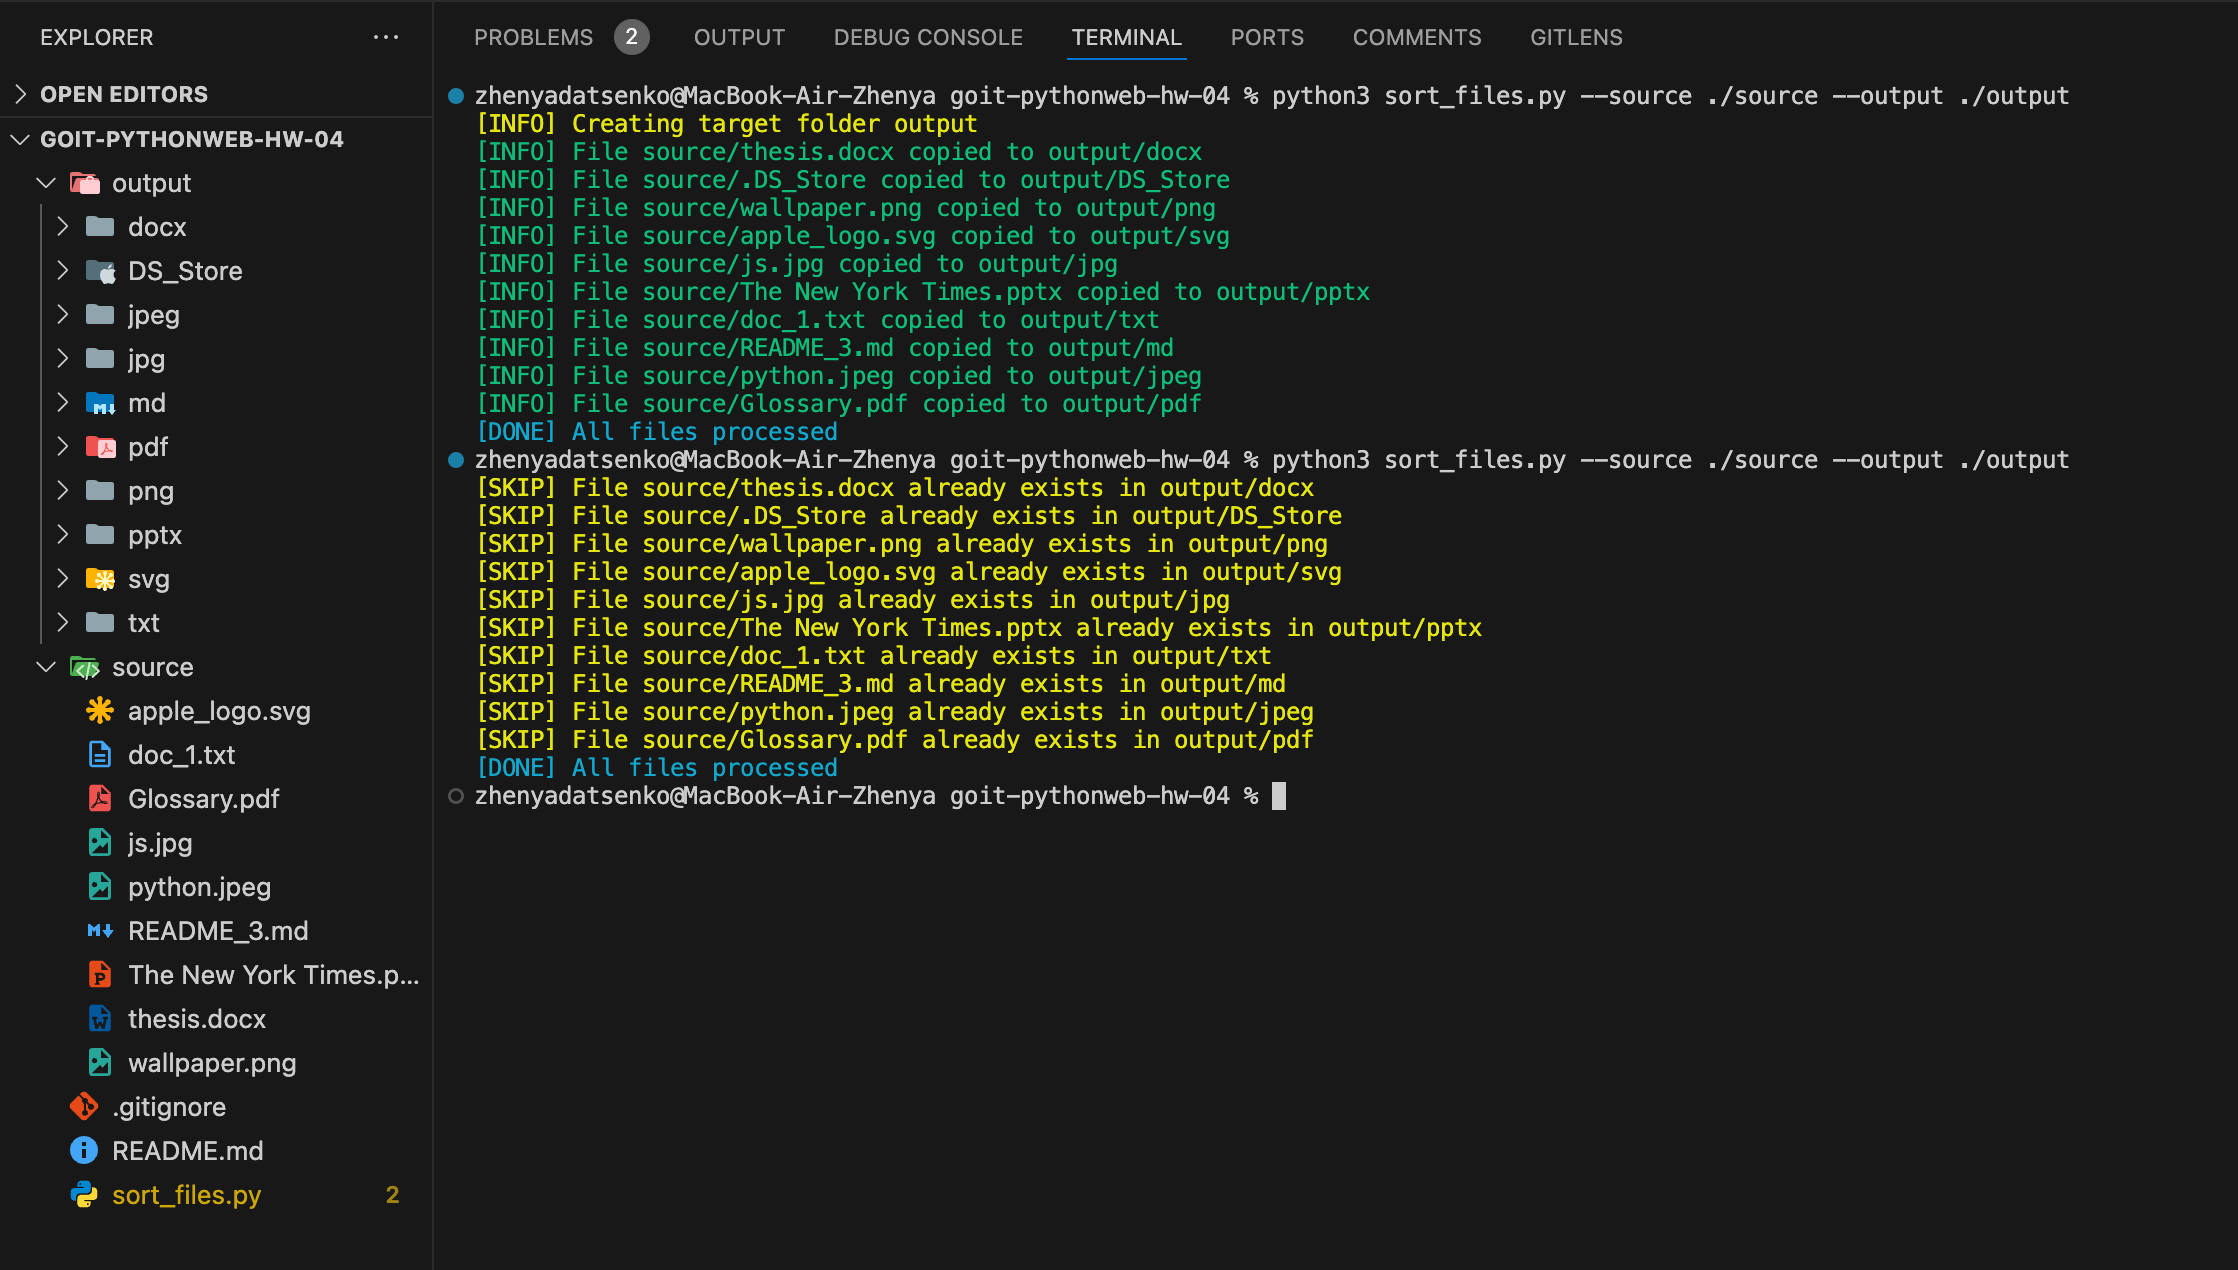 EXPLORER
OPEN EDITORS
GOIT-PYTHONWEB-HW-04
output
docx
DS_Store
jpeg
jpg
md
pdf
png
pptx
svg
txt
source
apple_logo.svg
doc_1.txt
Glossary.pdf
js.jpg
python.jpeg
README_3.md
The New York Times.p...
thesis.docx
wallpaper.png
.gitignore
README.md
sort_files.py 2
PROBLEMS 2 OUTPUT DEBUG CONSOLE TERMINAL PORTS COMMENTS GITLENS
zhenyadatsenko@MacBook-Air-Zhenya goit-pythonweb-hw-04 % python3 sort_files.py --source ./source --output ./output
[INFO] Creating target folder output
[INFO] File source/thesis.docx copied to output/docx
[INFO] File source/.DS_Store copied to output/DS_Store
[INFO] File source/wallpaper.png copied to output/png
[INFO] File source/apple_logo.svg copied to output/svg
[INFO] File source/js.jpg copied to output/jpg
[INFO] File source/The New York Times.pptx copied to output/pptx
[INFO] File source/doc_1.txt copied to output/txt
[INFO] File source/README_3.md copied to output/md
[INFO] File source/python.jpeg copied to output/jpeg
[INFO] File source/Glossary.pdf copied to output/pdf
[DONE] All files processed
zhenyadatsenko@MacBook-Air-Zhenya goit-pythonweb-hw-04 % python3 sort_files.py --source ./source --output ./output
[SKIP] File source/thesis.docx already exists in output/docx
[SKIP] File source/.DS_Store already exists in output/DS_Store
[SKIP] File source/wallpaper.png already exists in output/png
[SKIP] File source/apple_logo.svg already exists in output/svg
[SKIP] File source/js.jpg already exists in output/jpg
[SKIP] File source/The New York Times.pptx already exists in output/pptx
[SKIP] File source/doc_1.txt already exists in output/txt
[SKIP] File source/README_3.md already exists in output/md
[SKIP] File source/python.jpeg already exists in output/jpeg
[SKIP] File source/Glossary.pdf already exists in output/pdf
[DONE] All files processed
zhenyadatsenko@MacBook-Air-Zhenya goit-pythonweb-hw-04 %